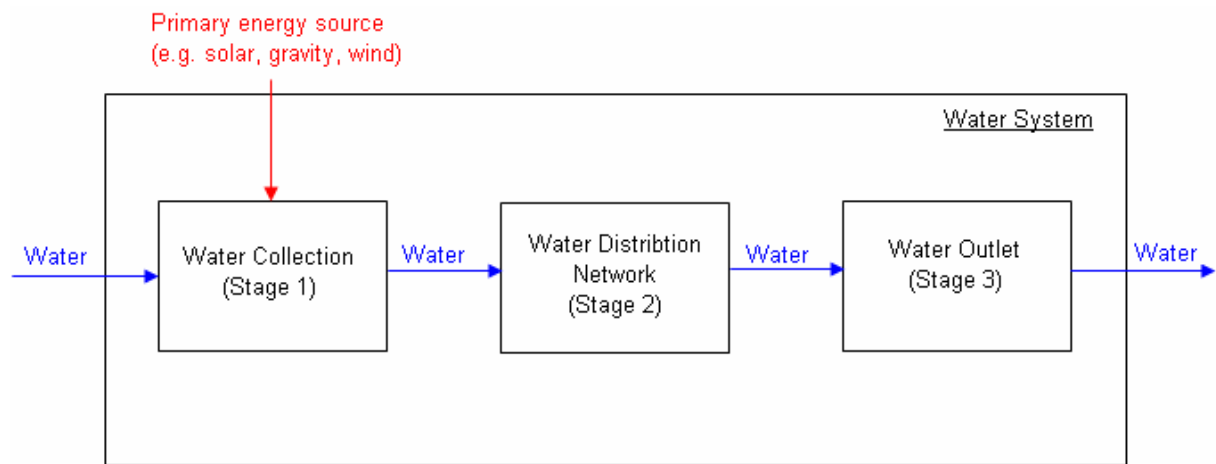 Primary energy source
(e.g. solar, gravity, wind)
Water System
Water
Water Collection
(Stage 1)
Water
Water Distribtion
Network
(Stage 2)
Water
Water Outlet
(Stage 3)
Water